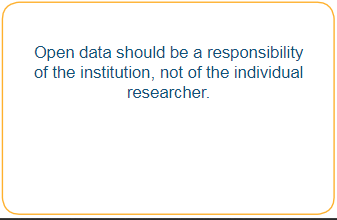 Open data should be a responsibility
of the institution, not of the individual
researcher.